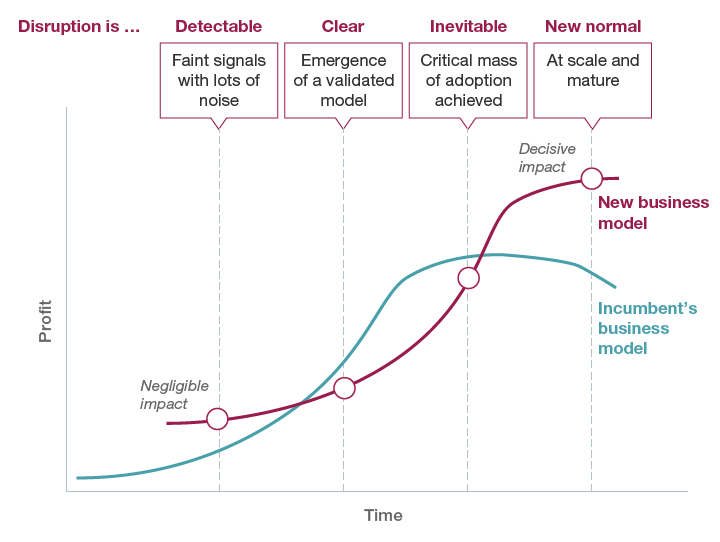 Disruption is ...
Detectable
Clear
Inevitable
New normal
Faint signals
with lots of
noise
Emergence
of a validated
model
Critical mass
of adoption
achieved
At scale and
mature
Decisive
impact
New business
model
Incumbent’s
business
model
Negligible
impact
Profit
Time